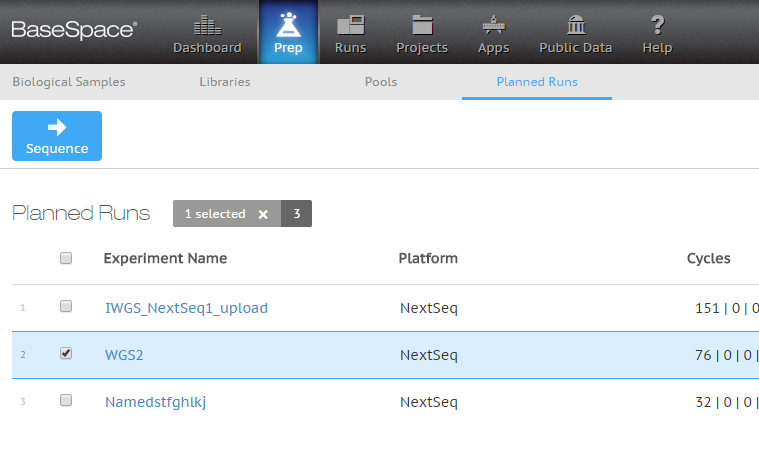 BaseSpace®
Dashboard Prep Runs Projects Apps Public Data Help
Biological Samples Libraries Pools Planned Runs
Sequence
Planned Runs 1 selected × 3
Experiment Name Platform Cycles
1 IWGS_NextSeq1_upload NextSeq 151 | 0 | 0
2 WGS2 NextSeq 76 | 0 | 0 |
3 Namedstfghlkj NextSeq 32 | 0 | 0 |